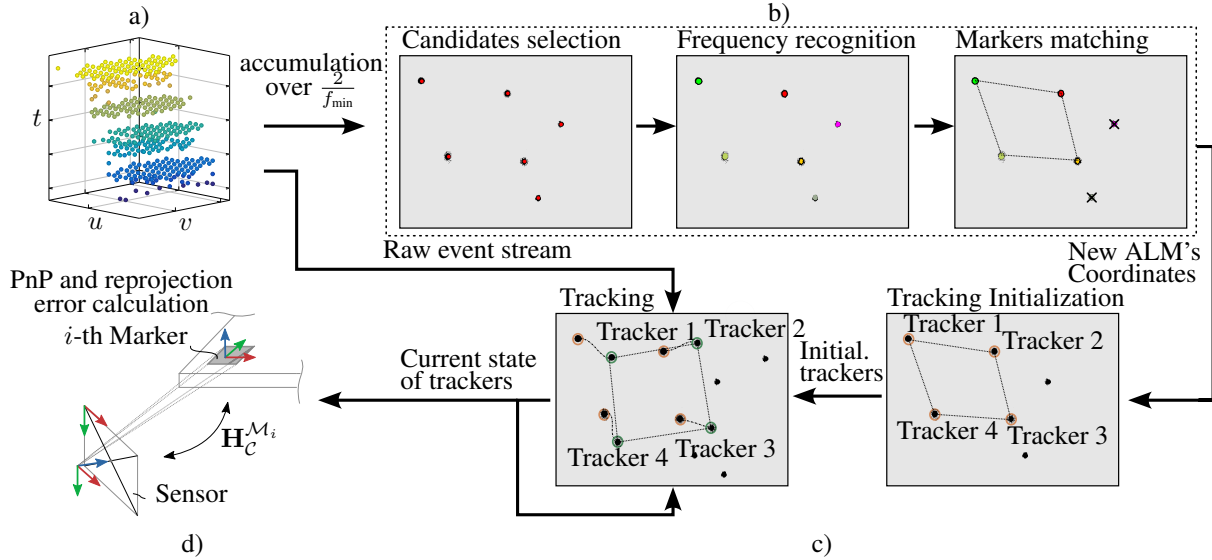 a)
b)
t
u
v
accumulation
over 2/f_min
Candidates selection
Frequency recognition
Markers matching
Raw event stream
New ALM's
Coordinates
PnP and reprojection
error calculation
i-th Marker
H_C^{M_i}
Sensor
Current state
of trackers
Tracking
Tracker 1
Tracker 2
Tracker 4
Tracker 3
Initial.
trackers
Tracking Initialization
Tracker 1
Tracker 2
Tracker 4
Tracker 3
d)
c)